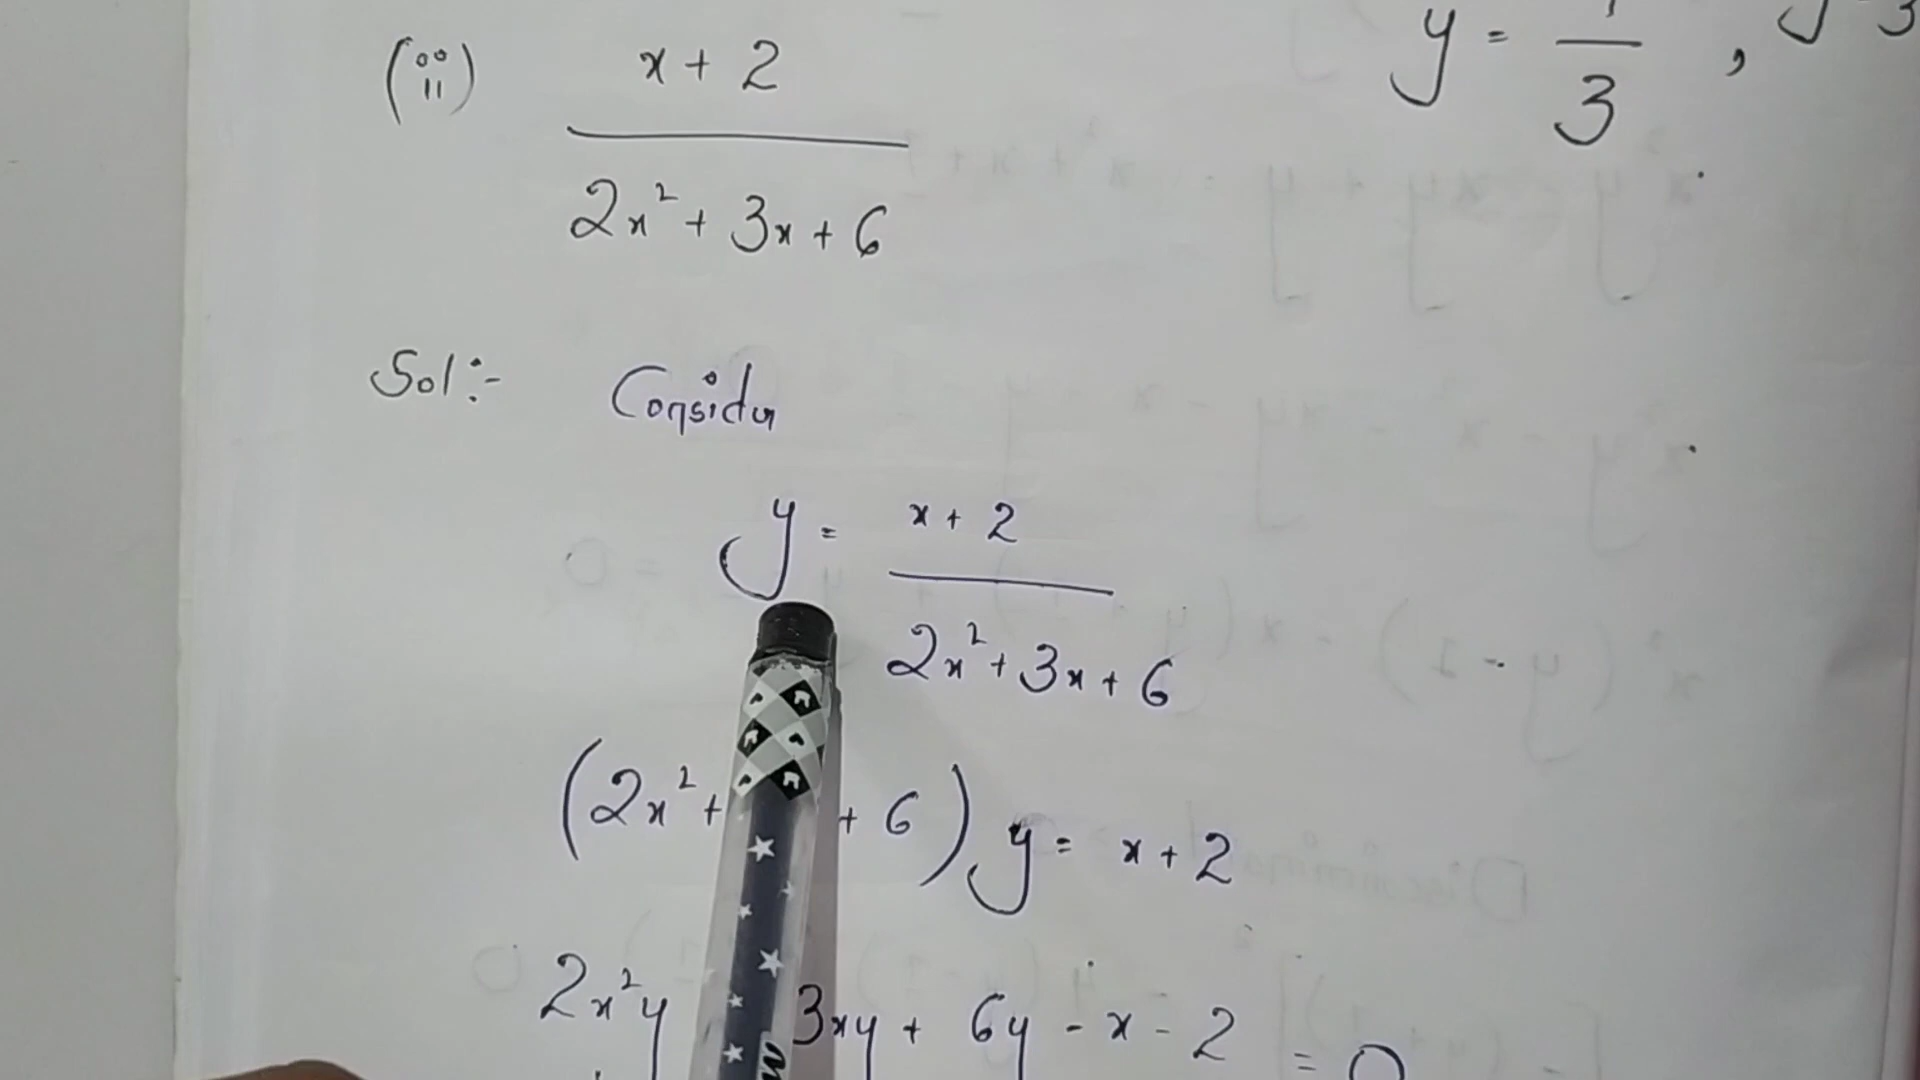 (ii) x + 2
2x² + 3x + 6
y = 1/3 ,
Sol :- Consider
y = x + 2
2x² + 3x + 6
(2x² + + 6) y = x + 2
2x²y 3xy + 6y - x - 2 = 0